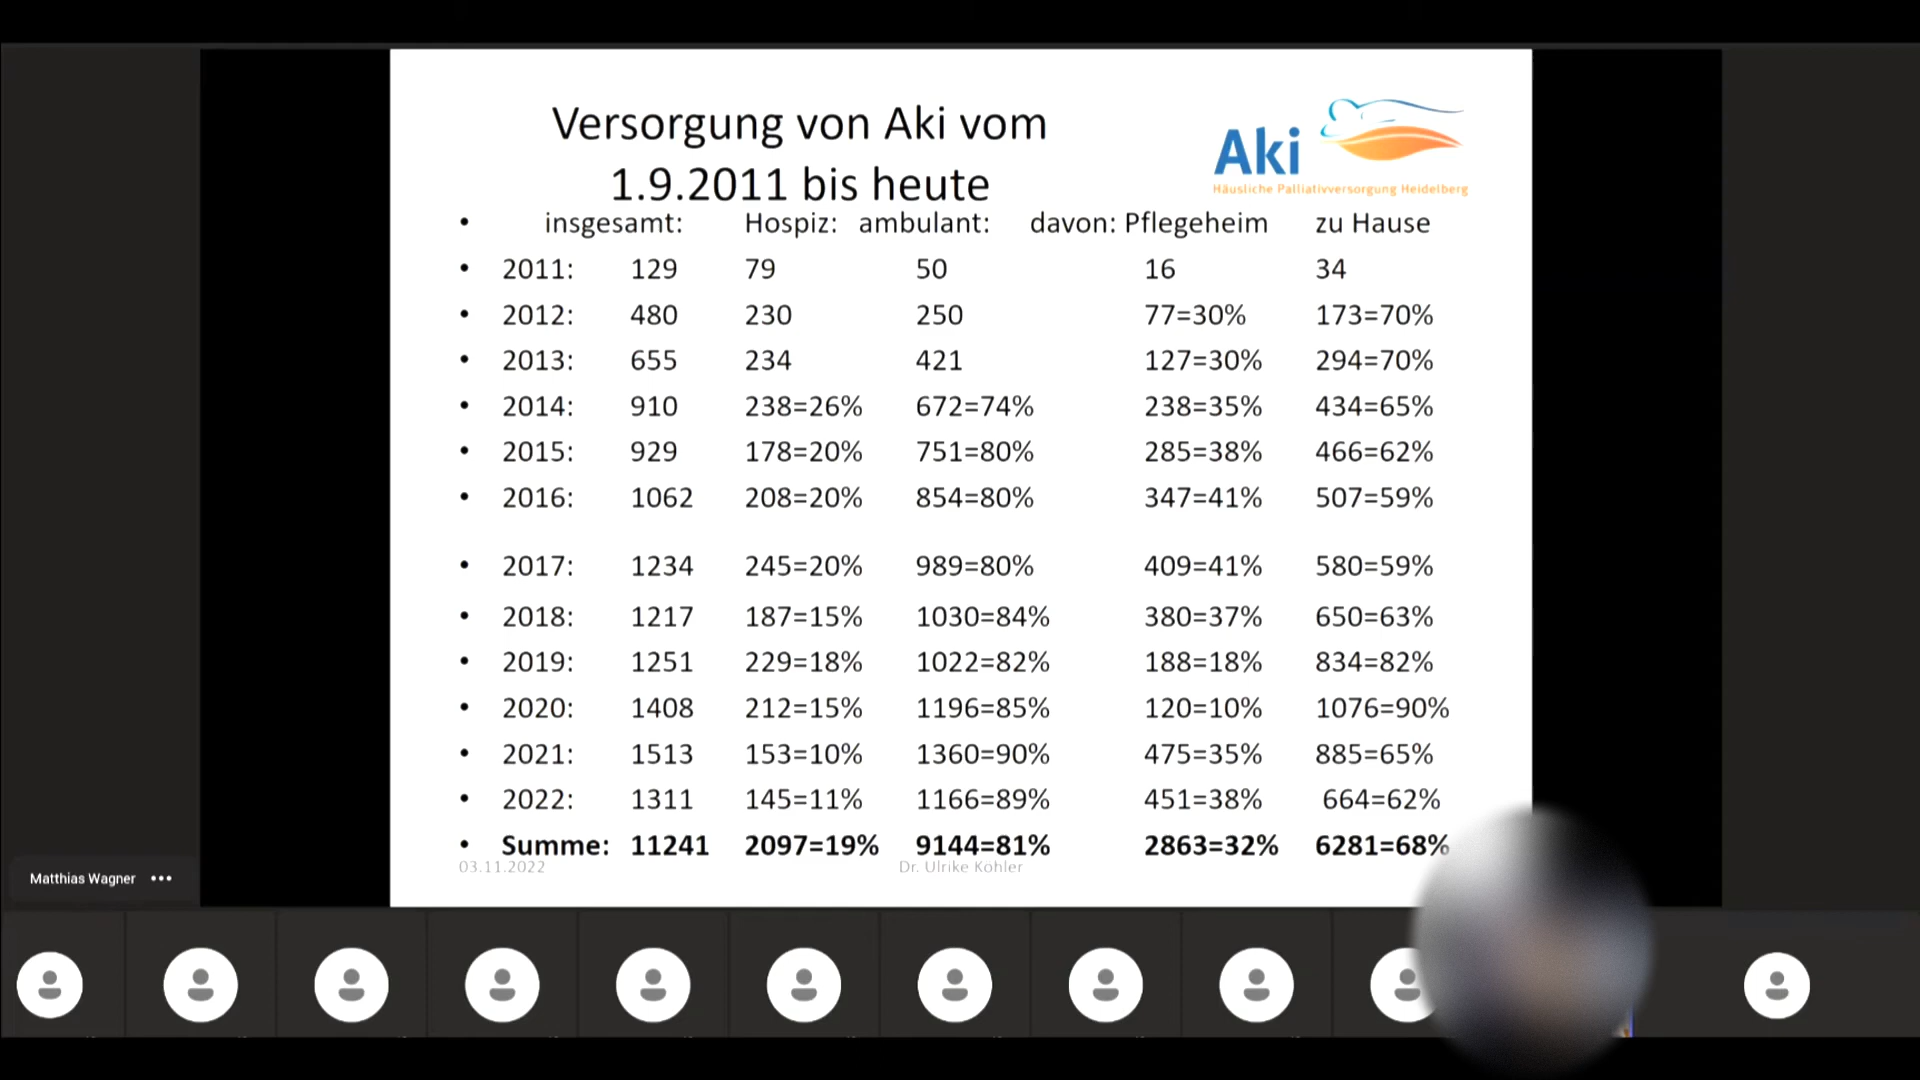 Versorgung von Aki vom
1.9.2011 bis heute
Aki
Häusliche Palliativversorgung Heidelberg
• insgesamt: Hospiz: ambulant: davon: Pflegeheim zu Hause
• 2011: 129 79 50 16 34
• 2012: 480 230 250 77=30% 173=70%
• 2013: 655 234 421 127=30% 294=70%
• 2014: 910 238=26% 672=74% 238=35% 434=65%
• 2015: 929 178=20% 751=80% 285=38% 466=62%
• 2016: 1062 208=20% 854=80% 347=41% 507=59%
• 2017: 1234 245=20% 989=80% 409=41% 580=59%
• 2018: 1217 187=15% 1030=84% 380=37% 650=63%
• 2019: 1251 229=18% 1022=82% 188=18% 834=82%
• 2020: 1408 212=15% 1196=85% 120=10% 1076=90%
• 2021: 1513 153=10% 1360=90% 475=35% 885=65%
• 2022: 1311 145=11% 1166=89% 451=38% 664=62%
• Summe: 11241 2097=19% 9144=81% 2863=32% 6281=68%
03.11.2022 Dr. Ulrike Köhler
Matthias Wagner •••